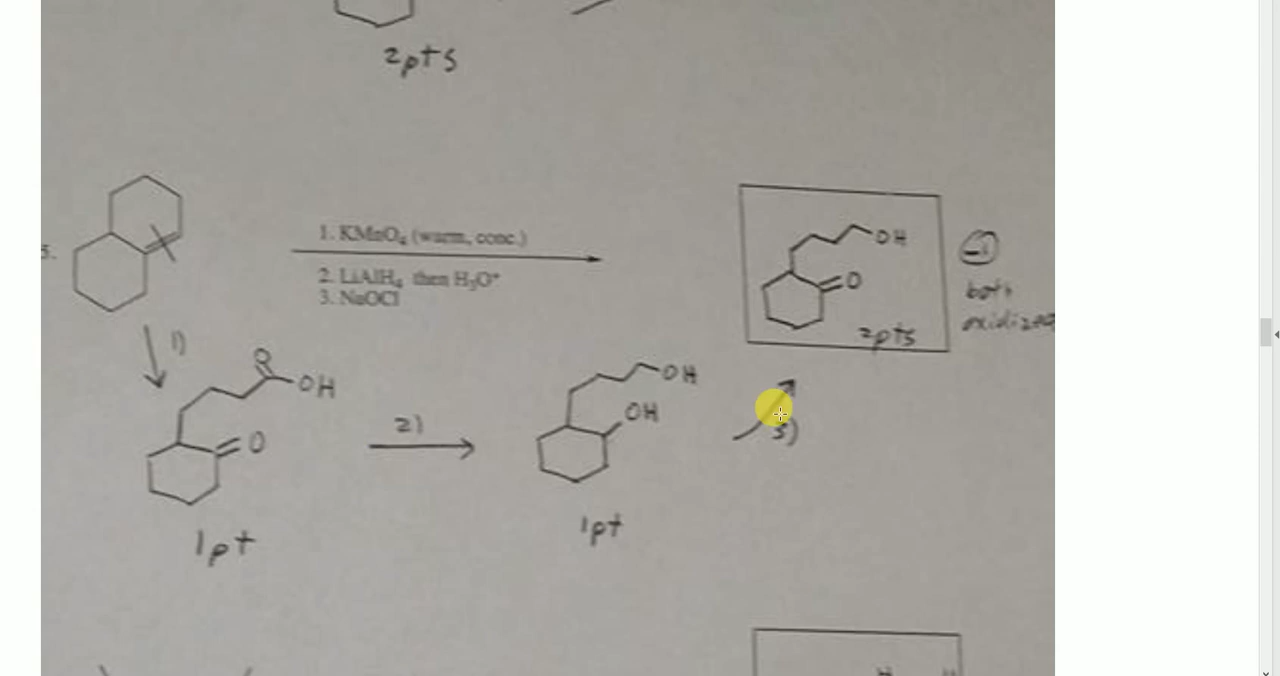 2pts
5.
1. KMnO₄ (warm, conc.)
2. LiAlH₄ then H₃O⁺
3. NaOCl
OH
O
2pts
-1
both
oxidized
1)
O
OH
O
1pt
2)
OH
OH
1pt
3)